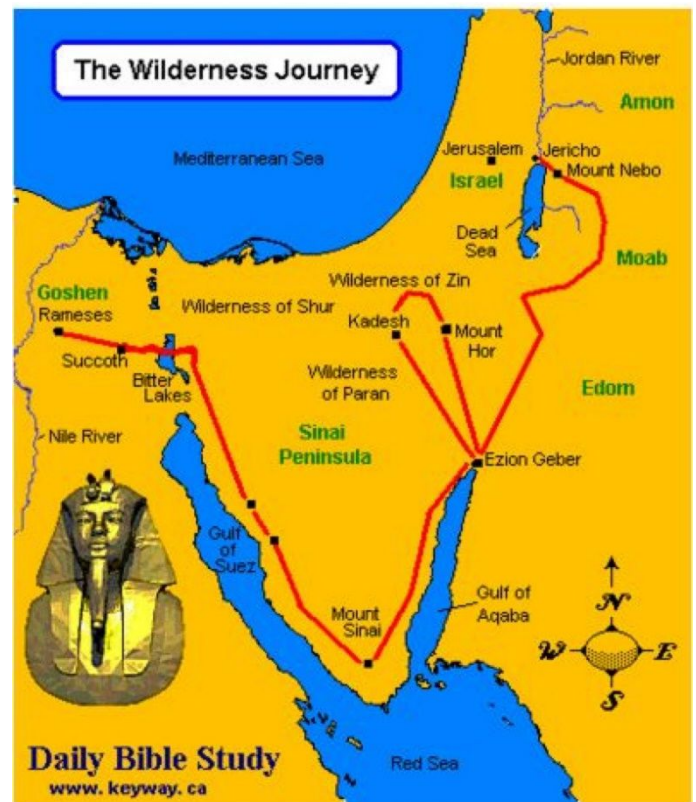 The Wilderness Journey
Jordan River
Amon
Mediterranean Sea
Jerusalem
Jericho
Mount Nebo
Israel
Dead
Sea
Moab
Goshen
Rameses
Wilderness of Zin
Wilderness of Shur
Kadesh
Mount
Hor
Succoth
Bitter
Lakes
Wilderness
of Paran
Edom
Nile River
Sinai
Peninsula
Ezion Geber
Gulf
of
Suez
Mount
Sinai
Gulf of
Aqaba
N
W
E
S
Red Sea
Daily Bible Study
www.keyway.ca